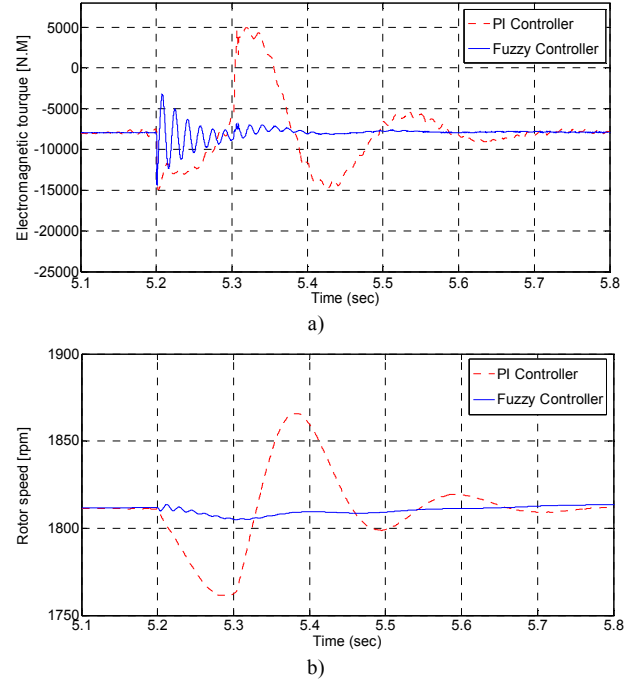 5000
0
-5000
-10000
-15000
-20000
-25000
Electromagnetic tourque [N.M]
PI Controller
Fuzzy Controller
5.1 5.2 5.3 5.4 5.5 5.6 5.7 5.8
Time (sec)
a)
1900
1850
1800
1750
Rotor speed [rpm]
PI Controller
Fuzzy Controller
5.1 5.2 5.3 5.4 5.5 5.6 5.7 5.8
Time (sec)
b)